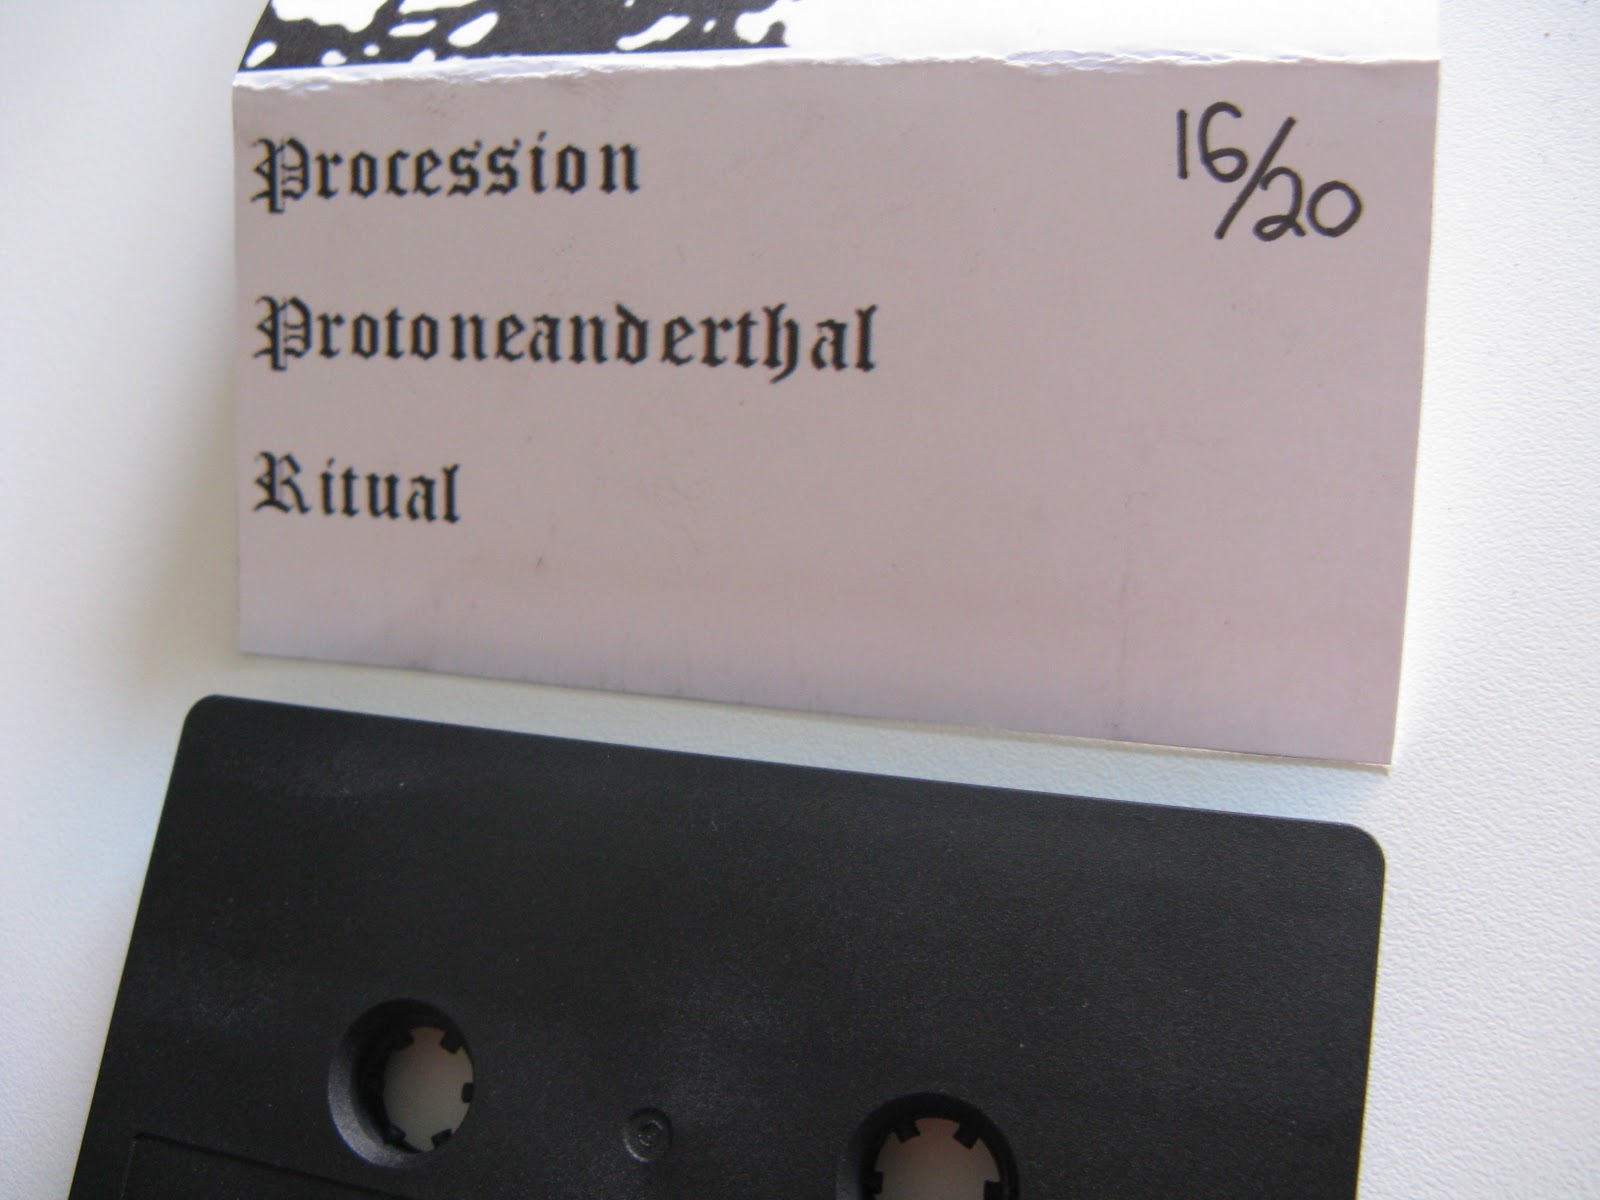 Procession
16/20
Protoneanderthal
Ritual